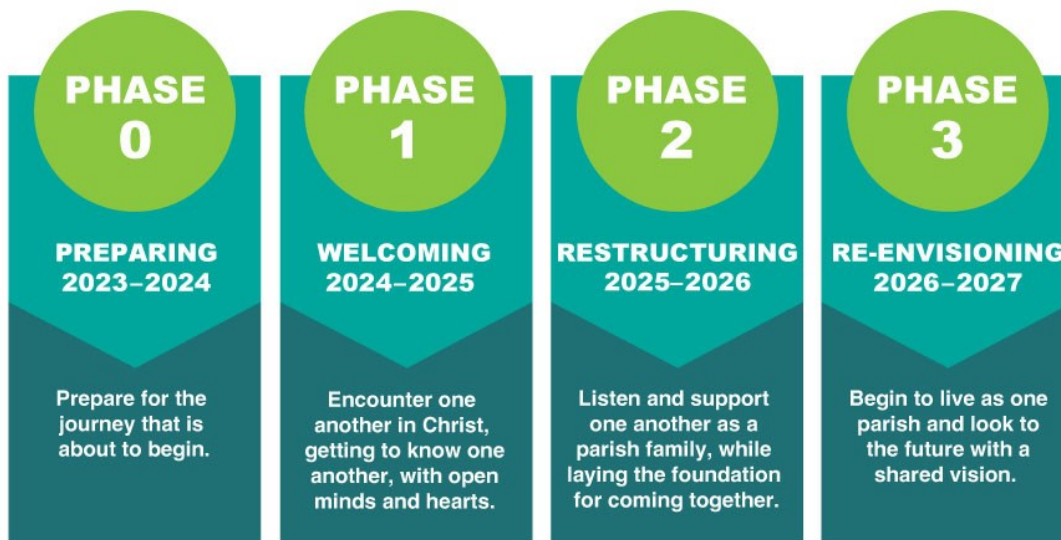 PHASE
0
PREPARING
2023–2024
Prepare for the
journey that is
about to begin.
PHASE
1
WELCOMING
2024–2025
Encounter one
another in Christ,
getting to know one
another, with open
minds and hearts.
PHASE
2
RESTRUCTURING
2025–2026
Listen and support
one another as a
parish family, while
laying the foundation
for coming together.
PHASE
3
RE-ENVISIONING
2026–2027
Begin to live as one
parish and look to
the future with a
shared vision.